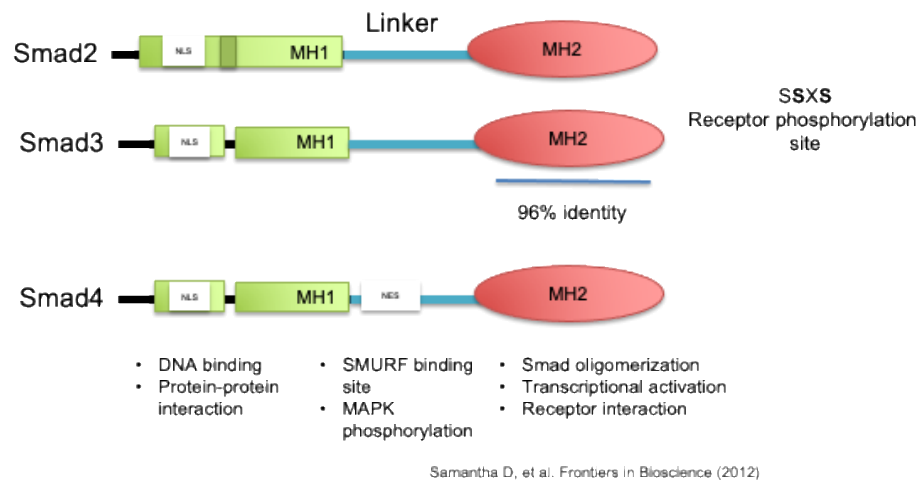 Linker
Smad2
NLS
MH1
MH2
SSXS
Receptor phosphorylation
site
Smad3
NLS
MH1
MH2
96% identity
Smad4
NLS
MH1
NES
MH2
• DNA binding
• Protein-protein
interaction
• SMURF binding
site
• MAPK
phosphorylation
• Smad oligomerization
• Transcriptional activation
• Receptor interaction
Samantha D, et al. Frontiers in Bioscience (2012)